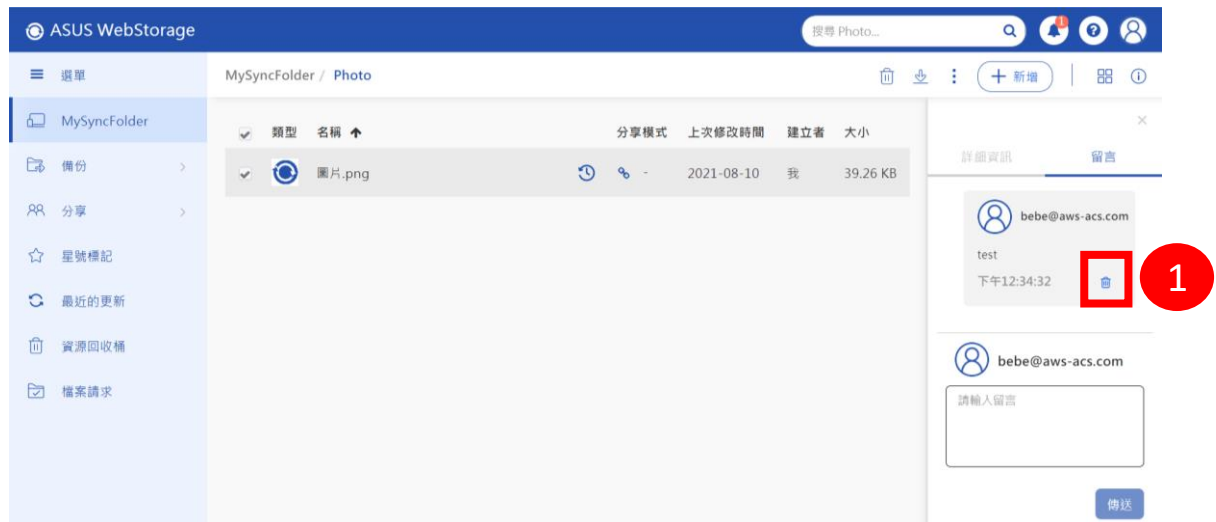 ASUS WebStorage
搜尋 Photo...
1
選單
MySyncFolder / Photo
新增
MySyncFolder
備份
分享
星號標記
最近的更新
資源回收桶
檔案請求
類型 名稱 分享模式 上次修改時間 建立者 大小
圖片.png - 2021-08-10 我 39.26 KB
詳細資訊 留言
bebe@aws-acs.com
test
下午12:34:32
1
bebe@aws-acs.com
請輸入留言
傳送